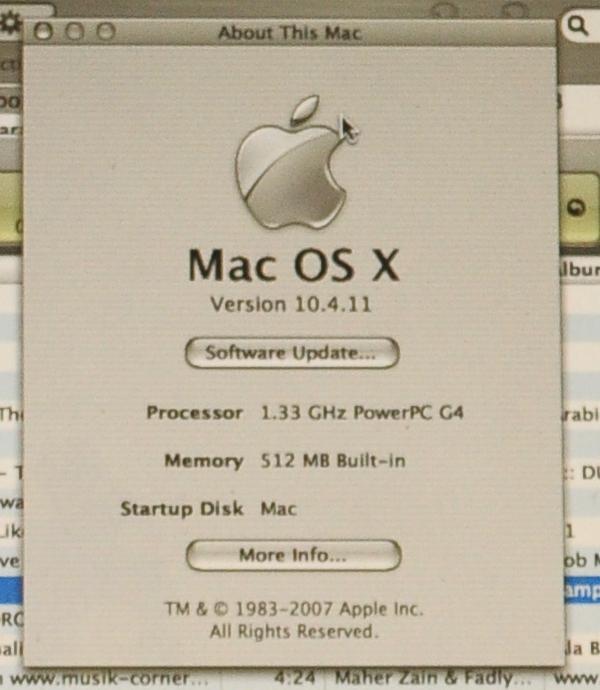 About This Mac
Mac OS X
Version 10.4.11
Software Update...
Processor 1.33 GHz PowerPC G4
Memory 512 MB Built-in
Startup Disk Mac
More Info...
TM & © 1983-2007 Apple Inc.
All Rights Reserved.
www.musik-corner... 4:24 Maher Zain & Fadly... www.